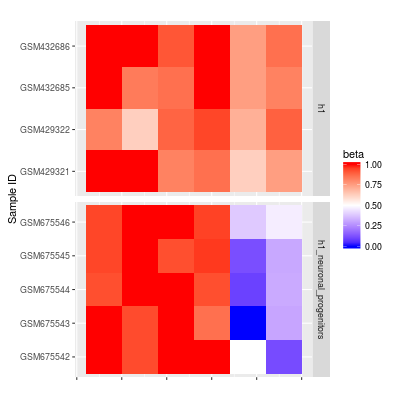 GSM432686
GSM432685
GSM429322
GSM429321
h1
GSM675546
GSM675545
GSM675544
GSM675543
GSM675542
h1_neuronal_progenitors
Sample ID
beta
1.00
0.75
0.50
0.25
0.00